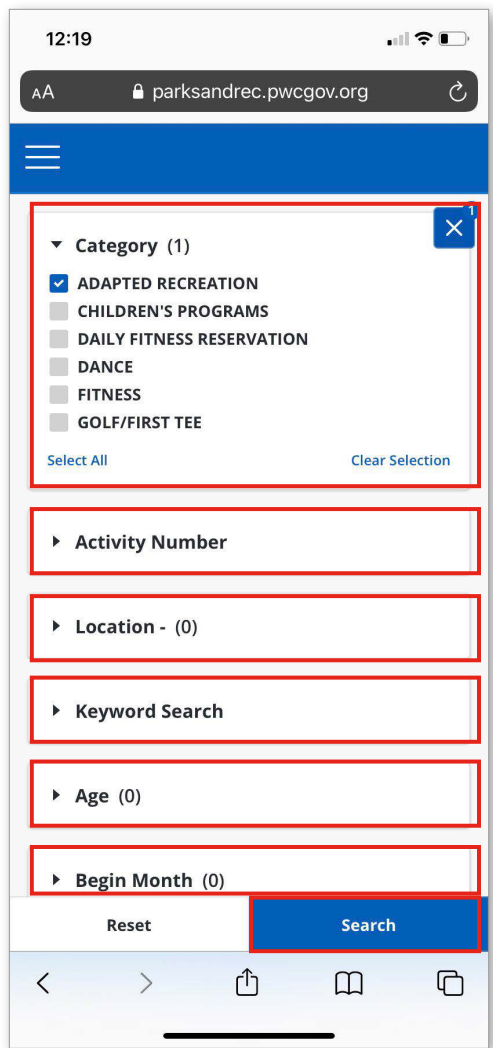 12:19
AA parksandrec.pwcgov.org
1
Category (1)
ADAPTED RECREATION
CHILDREN'S PROGRAMS
DAILY FITNESS RESERVATION
DANCE
FITNESS
GOLF/FIRST TEE
Select All Clear Selection
Activity Number
Location - (0)
Keyword Search
Age (0)
Begin Month (0)
Reset Search